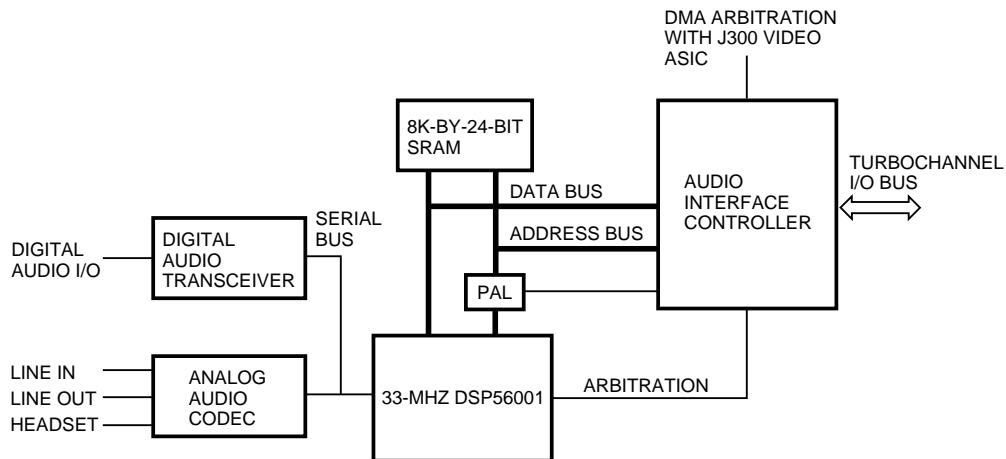 DMA ARBITRATION
WITH J300 VIDEO
ASIC
8K-BY-24-BIT
SRAM
DATA BUS
ADDRESS BUS
AUDIO
INTERFACE
CONTROLLER
TURBOCHANNEL
I/O BUS
SERIAL
BUS
DIGITAL
AUDIO I/O
DIGITAL
AUDIO
TRANSCEIVER
PAL
LINE IN
LINE OUT
HEADSET
ANALOG
AUDIO
CODEC
33-MHZ DSP56001
ARBITRATION